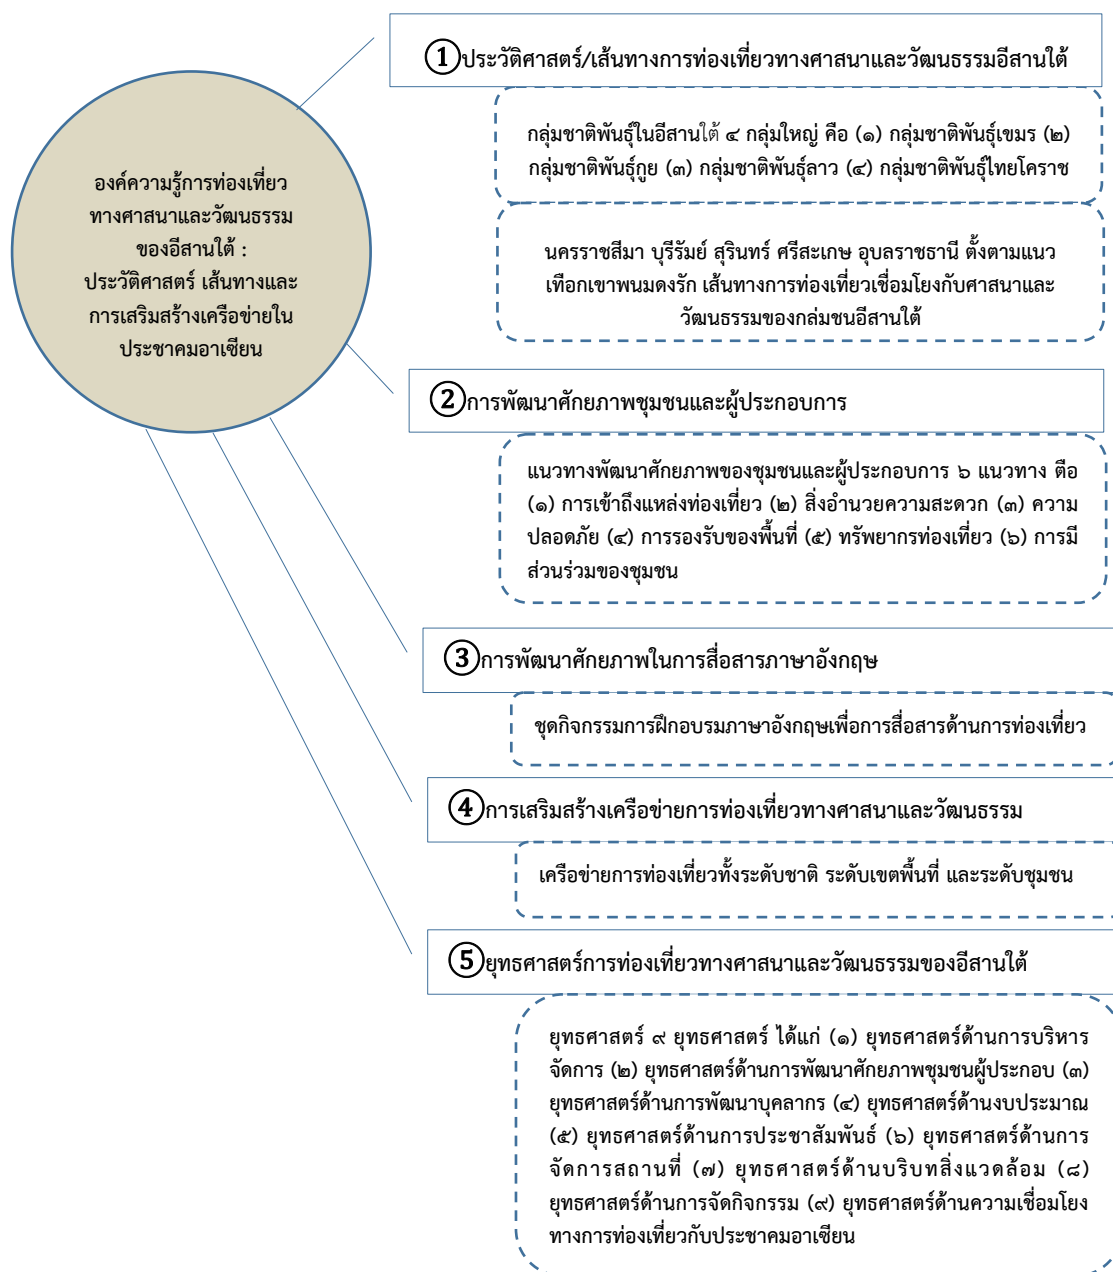 องค์ความรู้การท่องเที่ยว
ทางศาสนาและวัฒนธรรม
ของอีสานใต้ :
ประวัติศาสตร์ เส้นทางและ
การเสริมสร้างเครือข่ายใน
ประชาคมอาเซียน
①ประวัติศาสตร์/เส้นทางการท่องเที่ยวทางศาสนาและวัฒนธรรมอีสานใต้
กลุ่มชาติพันธุ์ในอีสานใต้ ๔ กลุ่มใหญ่ คือ (๑) กลุ่มชาติพันธุ์เขมร (๒)
กลุ่มชาติพันธุ์กูย (๓) กลุ่มชาติพันธุ์ลาว (๔) กลุ่มชาติพันธุ์ไทยโคราช
นครราชสีมา บุรีรัมย์ สุรินทร์ ศรีสะเกษ อุบลราชธานี ตั้งตามแนว
เทือกเขาพนมดงรัก เส้นทางการท่องเที่ยวเชื่อมโยงกับศาสนาและ
วัฒนธรรมของกล่มชนอีสานใต้
②การพัฒนาศักยภาพชุมชนและผู้ประกอบการ
แนวทางพัฒนาศักยภาพของชุมชนและผู้ประกอบการ ๖ แนวทาง ตือ
(๑) การเข้าถึงแหล่งท่องเที่ยว (๒) สิ่งอำนวยความสะดวก (๓) ความ
ปลอดภัย (๔) การรองรับของพื้นที่ (๕) ทรัพยากรท่องเที่ยว (๖) การมี
ส่วนร่วมของชุมชน
③การพัฒนาศักยภาพในการสื่อสารภาษาอังกฤษ
ชุดกิจกรรมการฝึกอบรมภาษาอังกฤษเพื่อการสื่อสารด้านการท่องเที่ยว
④การเสริมสร้างเครือข่ายการท่องเที่ยวทางศาสนาและวัฒนธรรม
เครือข่ายการท่องเที่ยวทั้งระดับชาติ ระดับเขตพื้นที่ และระดับชุมชน
⑤ยุทธศาสตร์การท่องเที่ยวทางศาสนาและวัฒนธรรมของอีสานใต้
ยุทธศาสตร์ ๙ ยุทธศาสตร์ ได้แก่ (๑) ยุทธศาสตร์ด้านการบริหาร
จัดการ (๒) ยุทธศาสตร์ด้านการพัฒนาศักยภาพชุมชนผู้ประกอบ (๓)
ยุทธศาสตร์ด้านการพัฒนาบุคลากร (๔) ยุทธศาสตร์ด้านงบประมาณ
(๕) ยุทธศาสตร์ด้านการประชาสัมพันธ์ (๖) ยุทธศาสตร์ด้านการ
จัดการสถานที่ (๗) ยุทธศาสตร์ด้านบริบทสิ่งแวดล้อม (๘)
ยุทธศาสตร์ด้านการจัดกิจกรรม (๙) ยุทธศาสตร์ด้านความเชื่อมโยง
ทางการท่องเที่ยวกับประชาคมอาเซียน